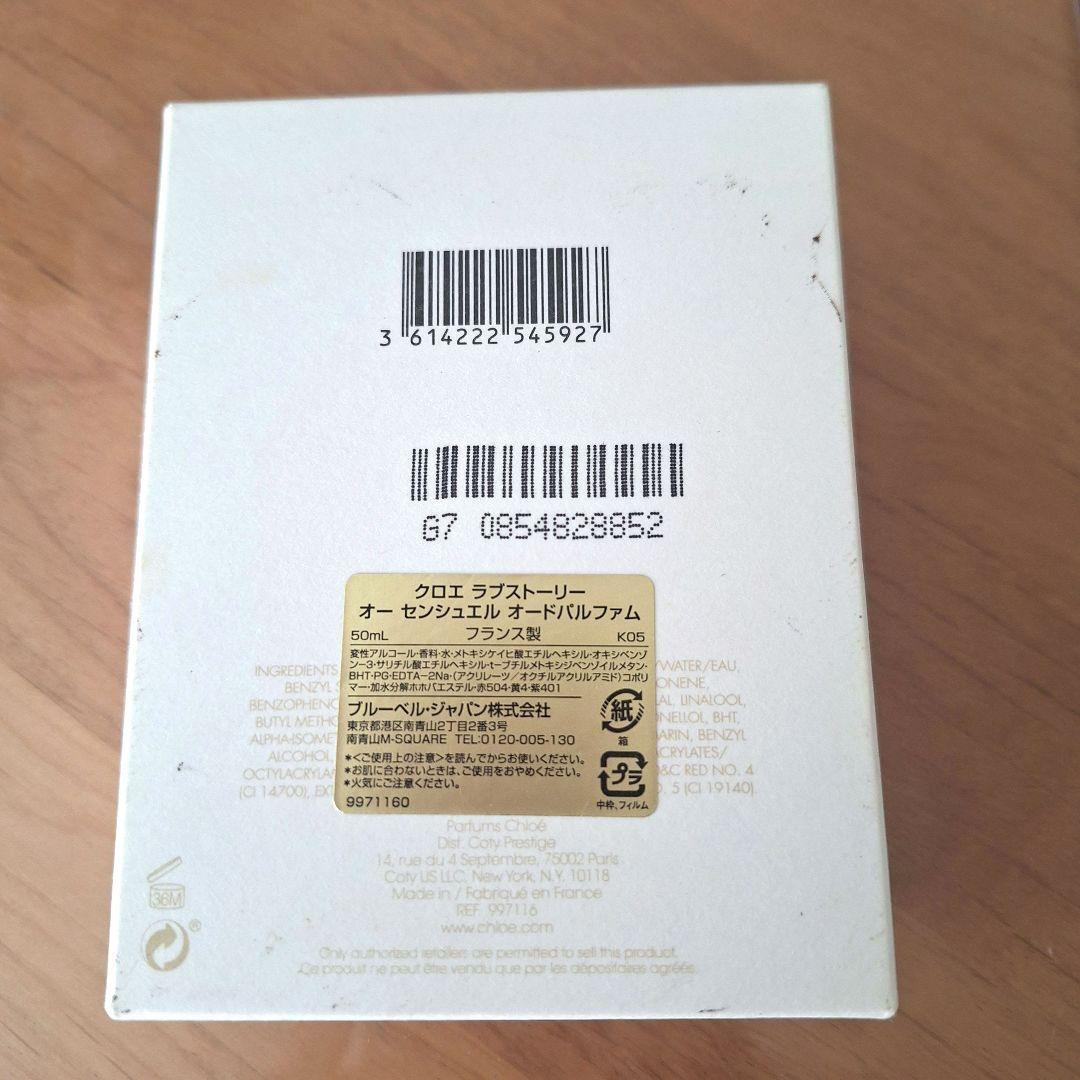 3 614222 545927
G7 0854828852
クロエ ラブストーリー
オー センシュエル オードパルファム
50mL フランス製 K05
変性アルコール・香料・水・メトキシケイヒ酸エチルヘキシル・オキシベンゾ
ン-3・サリチル酸エチルヘキシル・t-ブチルメトキシジベンゾイルメタン・
BHT・PG・EDTA-2Na・(アクリレーツ/オクチルアクリルアミド)コポリ
マー・加水分解ホホバエステル・赤504・黄4・紫401
ブルーベル・ジャパン株式会社
東京都港区南青山2丁目2番3号
南青山M-SQUARE TEL:0120-005-130
*<ご使用上の注意>を読んでからお使いください。
*お肌に合わないときは、ご使用をおやめください。
*火気にご注意ください。
9971160
紙
箱
プラ
中枠、フィルム
INGREDIENTS /WATER/EAU,
BENZYL
LINALOOL,
BUTYL BHT,
BENZYL
ALCOHOL,
D&C RED NO. 4
(CI 14700), NO. 5 (CI 19140).
Parfums Chloé
Dist. Coty Prestige
14, rue du 4 Septembre, 75002 Paris
Coty US LLC, New York, N.Y. 10118
Made in / Fabriqué en France
REF. 997116
www.chloe.com
36M
®
Only authorized retailers are permitted to sell this product.
Ce produit ne peut être vendu que par les dépositaires agréés.